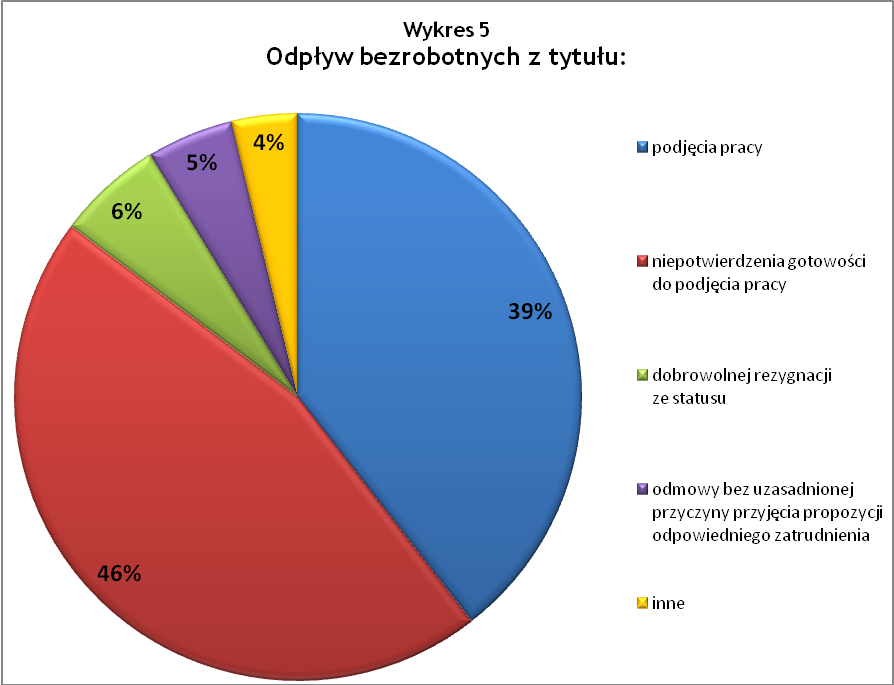 Wykres 5
Odpływ bezrobotnych z tytułu:
4%
5%
6%
39%
46%
podjęcia pracy
niepotwierdzenia gotowości
do podjęcia pracy
dobrowolnej rezygnacji
ze statusu
odmowy bez uzasadnionej
przyczyny przyjęcia propozycji
odpowiedniego zatrudnienia
inne